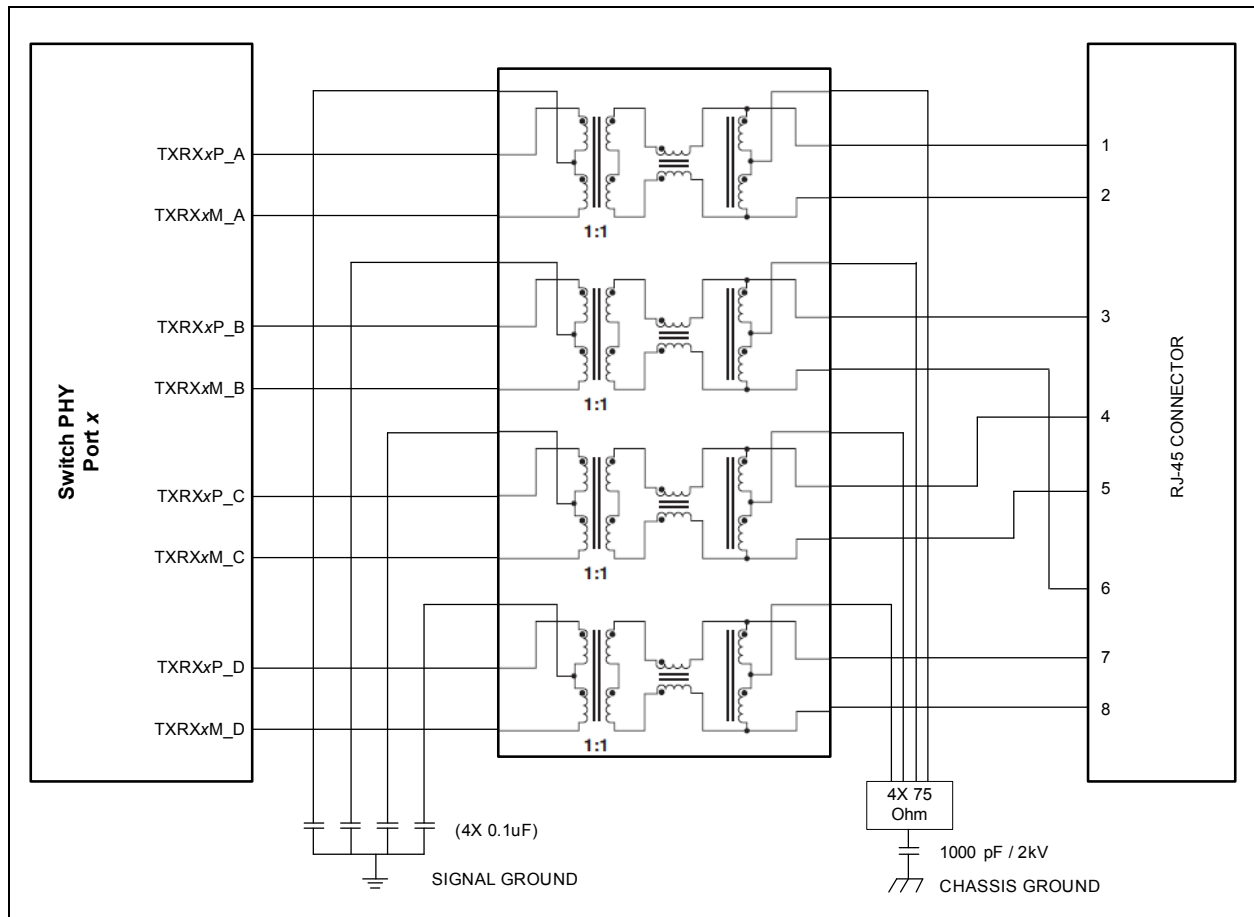 Switch PHY
Port x
TXRXxP_A
TXRXxM_A
TXRXxP_B
TXRXxM_B
TXRXxP_C
TXRXxM_C
TXRXxP_D
TXRXxM_D
1:1
1:1
1:1
1:1
1
2
3
4
5
6
7
8
RJ-45 CONNECTOR
(4X 0.1uF)
SIGNAL GROUND
4X 75
Ohm
1000 pF / 2kV
CHASSIS GROUND